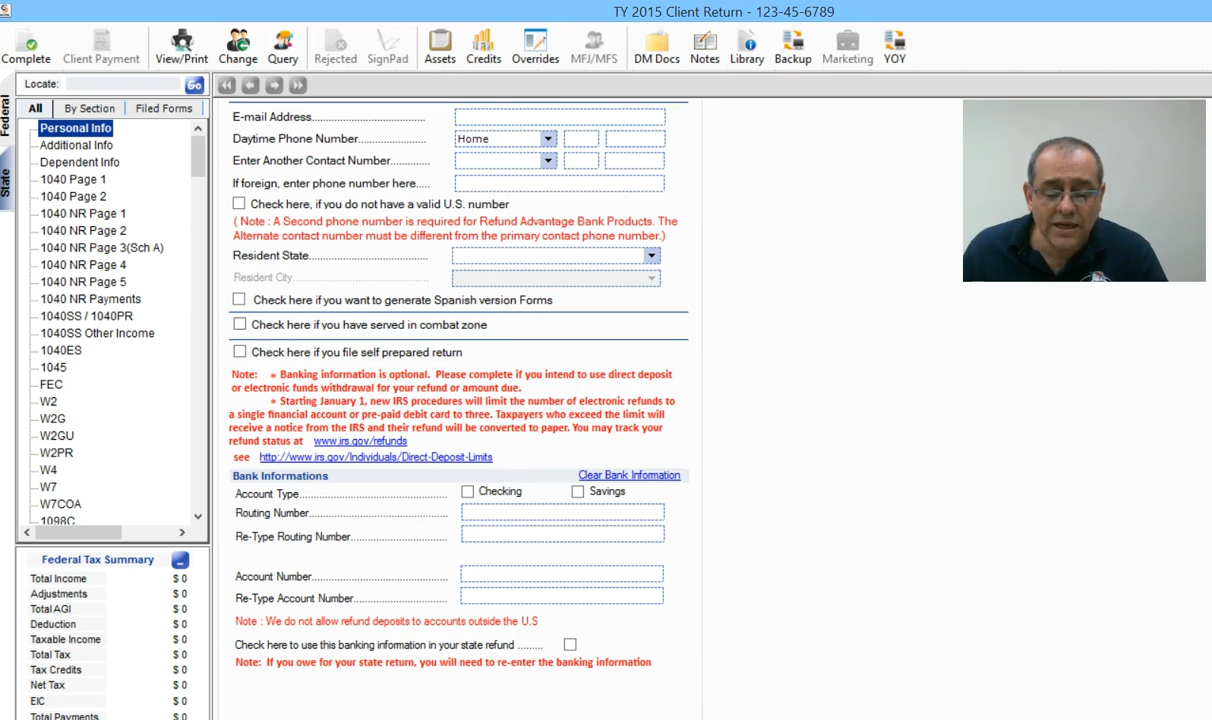 TY 2015 Client Return - 123-45-6789
Complete
Client Payment
View/Print
Change
Query
Rejected
SignPad
Assets
Credits
Overrides
MFJ/MFS
DM Docs
Notes
Library
Backup
Marketing
YOY
Locate:
Go
Federal
State
All
By Section
Filed Forms
Personal Info
Additional Info
Dependent Info
1040 Page 1
1040 Page 2
1040 NR Page 1
1040 NR Page 2
1040 NR Page 3(Sch A)
1040 NR Page 4
1040 NR Page 5
1040 NR Payments
1040SS / 1040PR
1040SS Other Income
1040ES
1045
FEC
W2
W2G
W2GU
W2PR
W4
W7
W7COA
1098C
Federal Tax Summary
Total Income $ 0
Adjustments $ 0
Total AGI $ 0
Deduction $ 0
Taxable Income $ 0
Total Tax $ 0
Tax Credits $ 0
Net Tax $ 0
EIC $ 0
Total Payments $ 0
E-mail Address
Daytime Phone Number Home
Enter Another Contact Number
If foreign, enter phone number here
Check here, if you do not have a valid U.S. number
( Note : A Second phone number is required for Refund Advantage Bank Products. The
Alternate contact number must be different from the primary contact phone number.)
Resident State
Resident City
Check here if you want to generate Spanish version Forms
Check here if you have served in combat zone
Check here if you file self prepared return
Note: * Banking information is optional. Please complete if you intend to use direct deposit
or electronic funds withdrawal for your refund or amount due.
* Starting January 1, new IRS procedures will limit the number of electronic refunds to
a single financial account or pre-paid debit card to three. Taxpayers who exceed the limit will
receive a notice from the IRS and their refund will be converted to paper. You may track your
refund status at www.irs.gov/refunds
see http://www.irs.gov/Individuals/Direct-Deposit-Limits
Bank Informations Clear Bank Information
Account Type Checking Savings
Routing Number
Re-Type Routing Number
Account Number
Re-Type Account Number
Note : We do not allow refund deposits to accounts outside the U.S
Check here to use this banking information in your state refund
Note: If you owe for your state return, you will need to re-enter the banking information